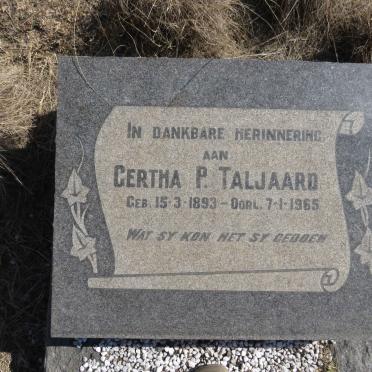 IN DANKBARE HERINNERING
AAN
GERTHA P. TALJAARD
GEB. 15-3-1893 – OORL. 7-1-1965
WAT SY KON HET SY GEDOEN